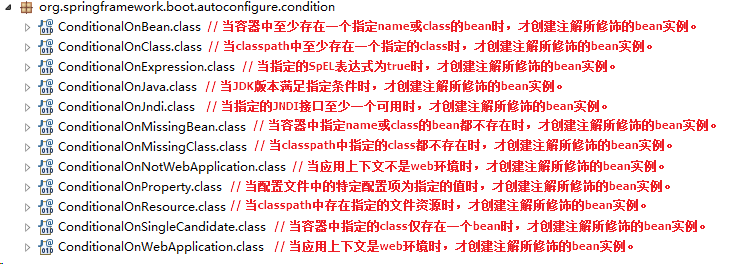 org.springframework.boot.autoconfigure.condition
ConditionalOnBean.class // 当容器中至少存在一个指定name或class的bean时，才创建注解所修饰的bean实例。
ConditionalOnClass.class // 当classpath中至少存在一个指定的class时，才创建注解所修饰的bean实例。
ConditionalOnExpression.class // 当指定的SpEL表达式为true时，才创建注解所修饰的bean实例。
ConditionalOnJava.class // 当JDK版本满足指定条件时，才创建注解所修饰的bean实例。
ConditionalOnJndi.class // 当指定的JNDI接口至少一个可用时，才创建注解所修饰的bean实例。
ConditionalOnMissingBean.class // 当容器中指定name或class的bean都不存在时，才创建注解所修饰的bean实例。
ConditionalOnMissingClass.class // 当classpath中指定的class都不存在时，才创建注解所修饰的bean实例。
ConditionalOnNotWebApplication.class // 当应用上下文不是web环境时，才创建注解所修饰的bean实例。
ConditionalOnProperty.class // 当配置文件中的特定配置项为指定的值时，才创建注解所修饰的bean实例。
ConditionalOnResource.class // 当classpath中存在指定的文件资源时，才创建注解所修饰的bean实例。
ConditionalOnSingleCandidate.class // 当容器中指定的class仅存在一个bean时，才创建注解所修饰的bean实例。
ConditionalOnWebApplication.class // 当应用上下文是web环境时，才创建注解所修饰的bean实例。